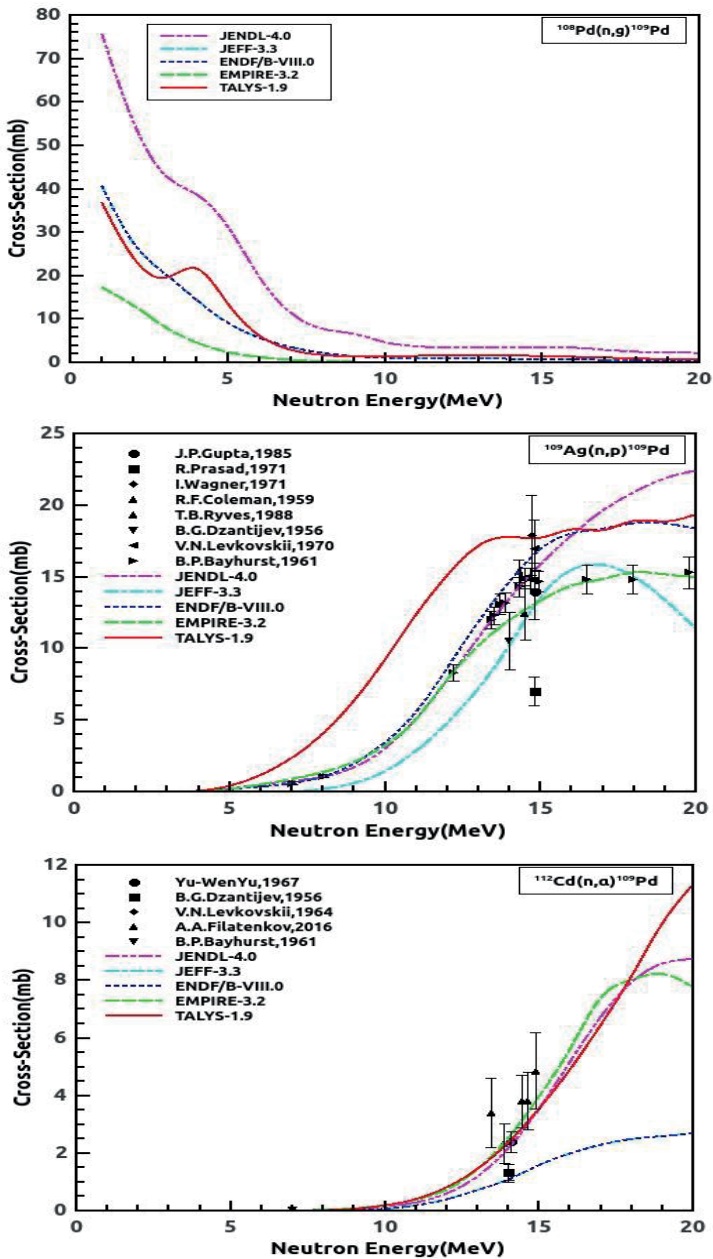 80
70
60
50
40
30
20
10
0
Cross-Section(mb)
JENDL-4.0
JEFF-3.3
ENDF/B-VIII.0
EMPIRE-3.2
TALYS-1.9
¹⁰⁸Pd(n,g)¹⁰⁹Pd
0 5 10 15 20
Neutron Energy(MeV)
25
20
15
10
5
0
Cross-Section(mb)
J.P.Gupta,1985
R.Prasad,1971
I.Wagner,1971
R.F.Coleman,1959
T.B.Ryves,1988
B.G.Dzantijev,1956
V.N.Levkovskii,1970
B.P.Bayhurst,1961
JENDL-4.0
JEFF-3.3
ENDF/B-VIII.0
EMPIRE-3.2
TALYS-1.9
¹⁰⁹Ag(n,p)¹⁰⁹Pd
0 5 10 15 20
Neutron Energy(MeV)
12
10
8
6
4
2
0
Cross-Section(mb)
Yu-WenYu,1967
B.G.Dzantijev,1956
V.N.Levkovskii,1964
A.A.Filatenkov,2016
B.P.Bayhurst,1961
JENDL-4.0
JEFF-3.3
ENDF/B-VIII.0
EMPIRE-3.2
TALYS-1.9
¹¹²Cd(n,α)¹⁰⁹Pd
0 5 10 15 20
Neutron Energy(MeV)